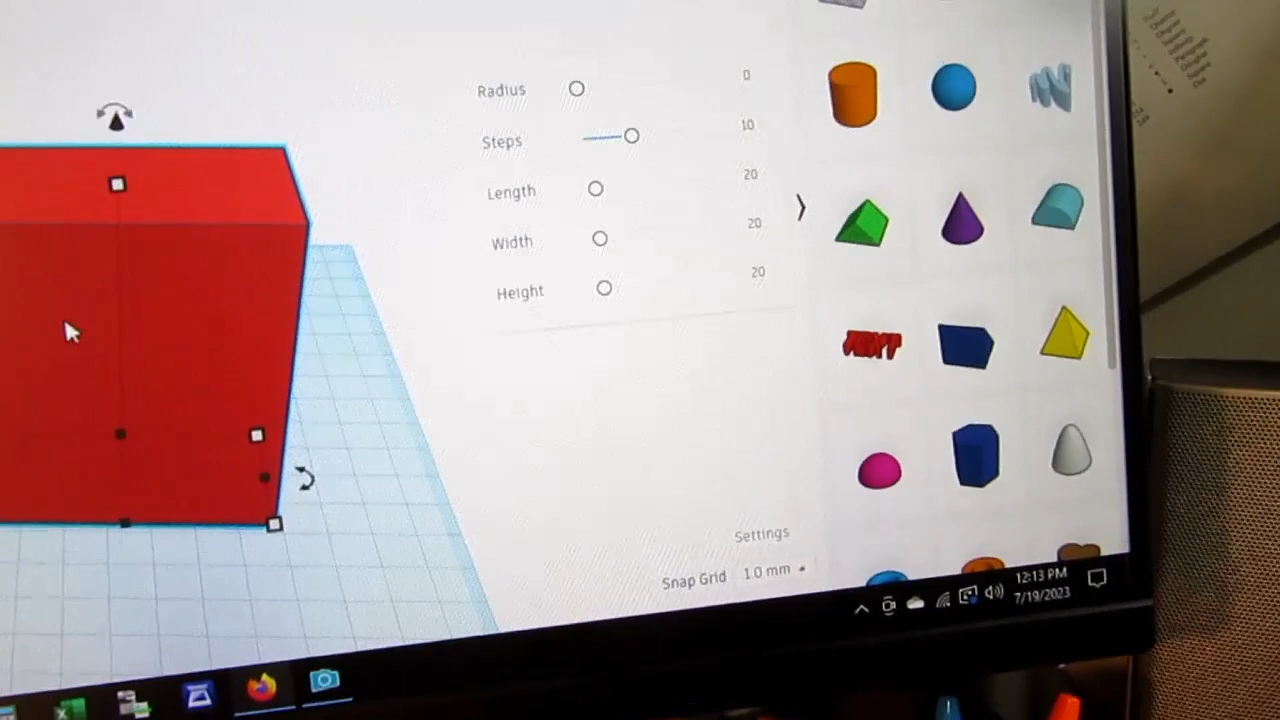 Radius 0
Steps 10
Length 20
Width 20
Height 20
TEXT
Settings
Snap Grid 1.0 mm
12:13 PM
7/19/2023